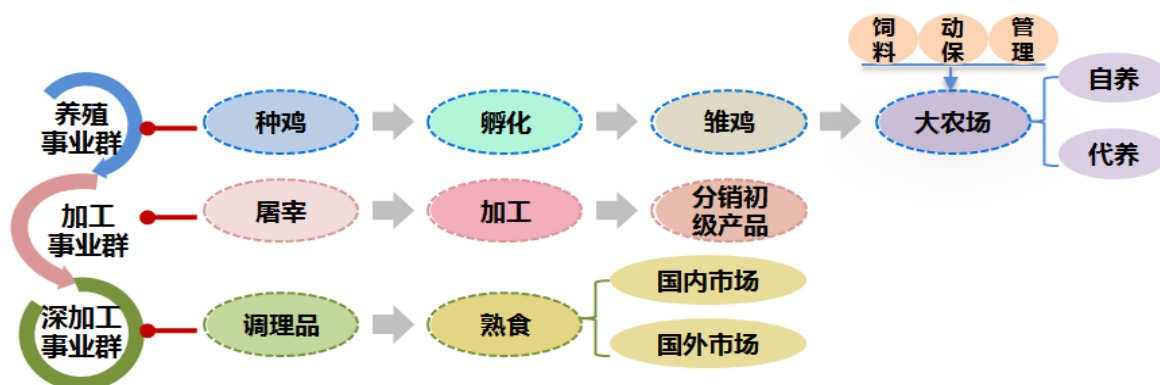 饲
料
动
保
管
理
养殖
事业群
种鸡
孵化
雏鸡
大农场
自养
代养
加工
事业群
屠宰
加工
分销初
级产品
深加工
事业群
调理品
熟食
国内市场
国外市场